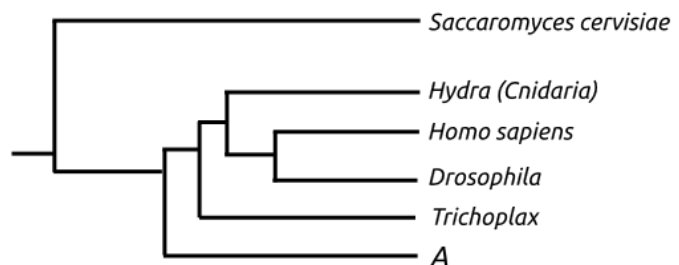 Saccaromyces cervisiae
Hydra (Cnidaria)
Homo sapiens
Drosophila
Trichoplax
A